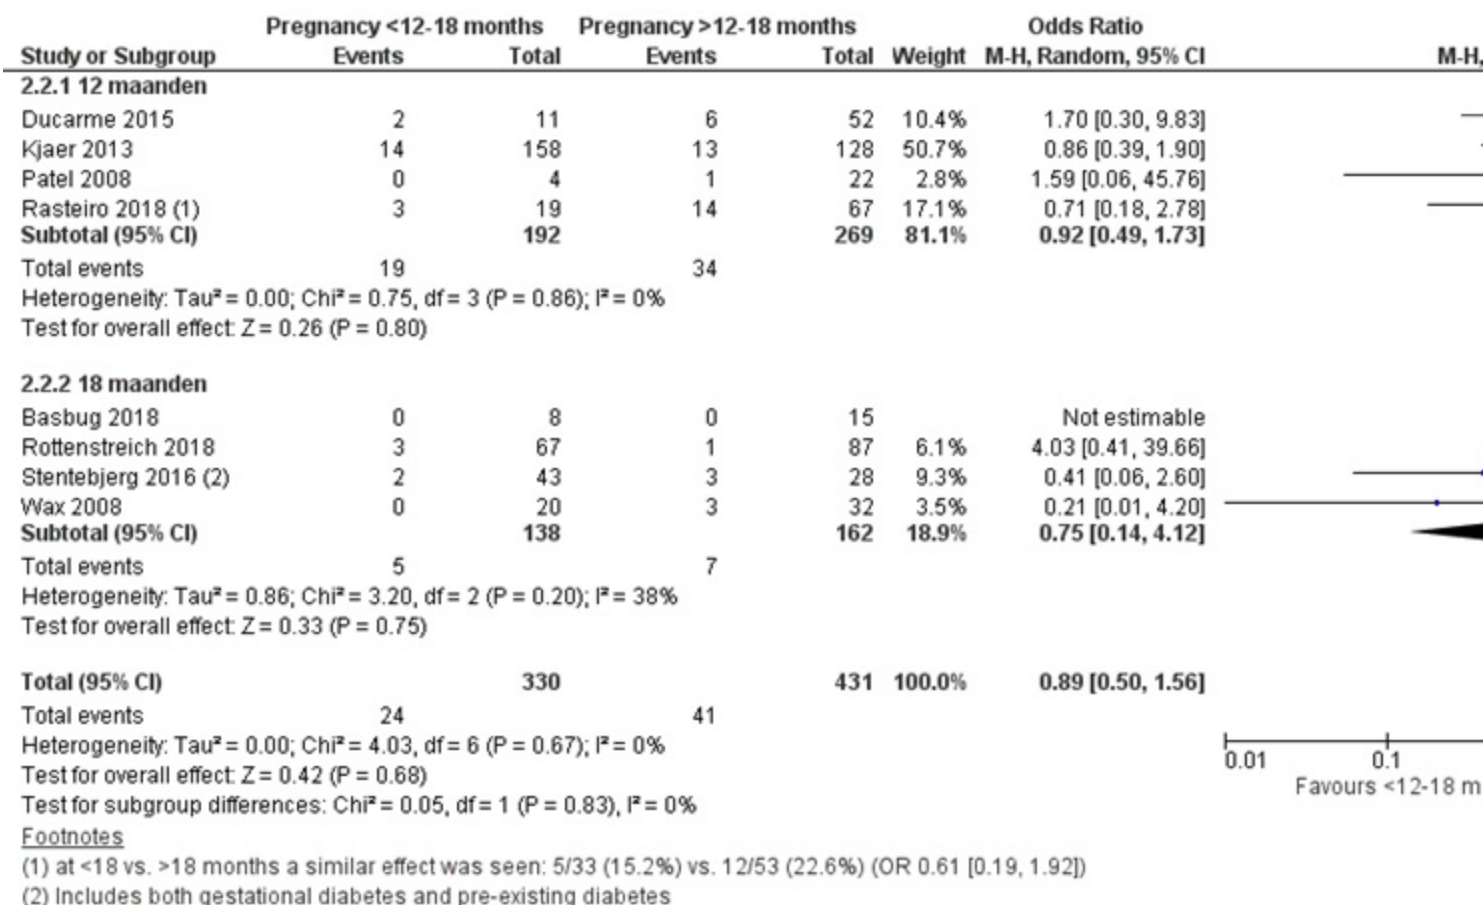 Pregnancy <12-18 months Pregnancy >12-18 months Odds Ratio
Study or Subgroup Events Total Events Total Weight M-H, Random, 95% CI M-H,
2.2.1 12 maanden
Ducarme 2015 2 11 6 52 10.4% 1.70 [0.30, 9.83]
Kjaer 2013 14 158 13 128 50.7% 0.86 [0.39, 1.90]
Patel 2008 0 4 1 22 2.8% 1.59 [0.06, 45.76]
Rasteiro 2018 (1) 3 19 14 67 17.1% 0.71 [0.18, 2.78]
Subtotal (95% CI) 192 269 81.1% 0.92 [0.49, 1.73]
Total events 19 34
Heterogeneity: Tau² = 0.00; Chi² = 0.75, df = 3 (P = 0.86); I² = 0%
Test for overall effect: Z = 0.26 (P = 0.80)
2.2.2 18 maanden
Basbug 2018 0 8 0 15 Not estimable
Rottenstreich 2018 3 67 1 87 6.1% 4.03 [0.41, 39.66]
Stentebjerg 2016 (2) 2 43 3 28 9.3% 0.41 [0.06, 2.60]
Wax 2008 0 20 3 32 3.5% 0.21 [0.01, 4.20]
Subtotal (95% CI) 138 162 18.9% 0.75 [0.14, 4.12]
Total events 5 7
Heterogeneity: Tau² = 0.86; Chi² = 3.20, df = 2 (P = 0.20); I² = 38%
Test for overall effect: Z = 0.33 (P = 0.75)
Total (95% CI) 330 431 100.0% 0.89 [0.50, 1.56]
Total events 24 41
Heterogeneity: Tau² = 0.00; Chi² = 4.03, df = 6 (P = 0.67); I² = 0%
Test for overall effect: Z = 0.42 (P = 0.68)
Test for subgroup differences: Chi² = 0.05, df = 1 (P = 0.83), I² = 0%
0.01 0.1
Favours <12-18 m
Footnotes
(1) at <18 vs. >18 months a similar effect was seen: 5/33 (15.2%) vs. 12/53 (22.6%) (OR 0.61 [0.19, 1.92])
(2) Includes both gestational diabetes and pre-existing diabetes